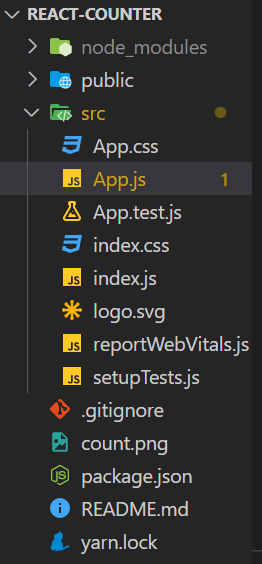 REACT-COUNTER
node_modules
public
src
App.css
App.js 1
App.test.js
index.css
index.js
logo.svg
reportWebVitals.js
setupTests.js
.gitignore
count.png
package.json
README.md
yarn.lock